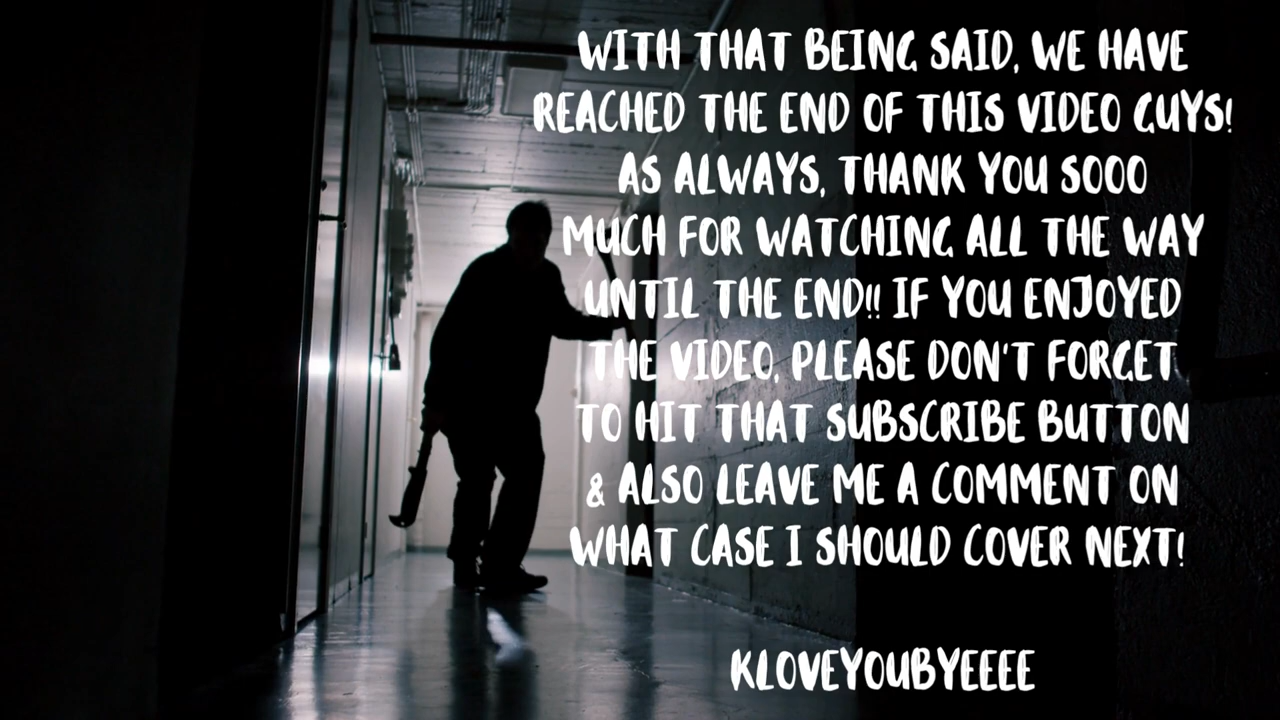 WITH THAT BEING SAID, WE HAVE
REACHED THE END OF THIS VIDEO GUYS!
AS ALWAYS, THANK YOU SOOO
MUCH FOR WATCHING ALL THE WAY
UNTIL THE END!! IF YOU ENJOYED
THE VIDEO, PLEASE DON'T FORGET
TO HIT THAT SUBSCRIBE BUTTON
& ALSO LEAVE ME A COMMENT ON
WHAT CASE I SHOULD COVER NEXT!
KLOVEYOUBYEEEE